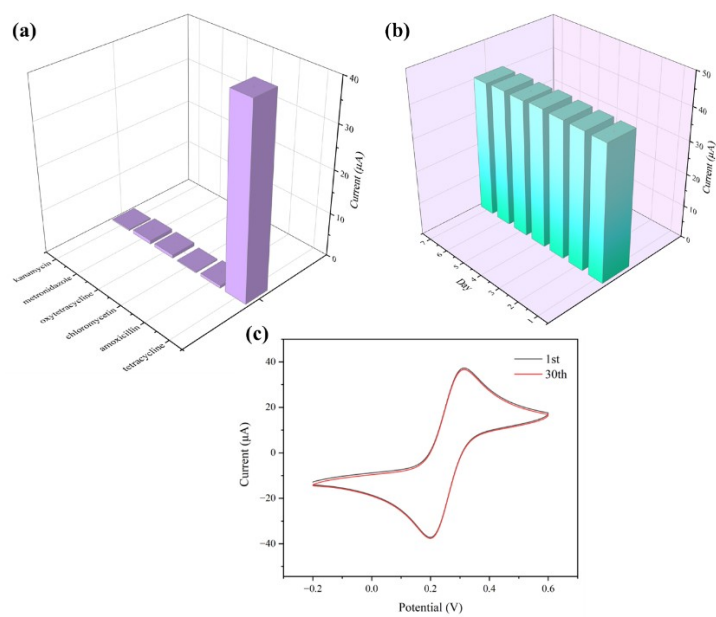 (a)
40
30
20
10
0
Current (μA)
kanamycin
metronidazole
oxytetracycline
chloromycetin
amoxicillin
tetracycline
(b)
50
40
30
20
10
0
Current (μA)
7
6
5
4
3
2
1
Day
(c)
40
20
0
−20
−40
Current (μA)
1st
30th
−0.2
0.0
0.2
0.4
0.6
Potential (V)